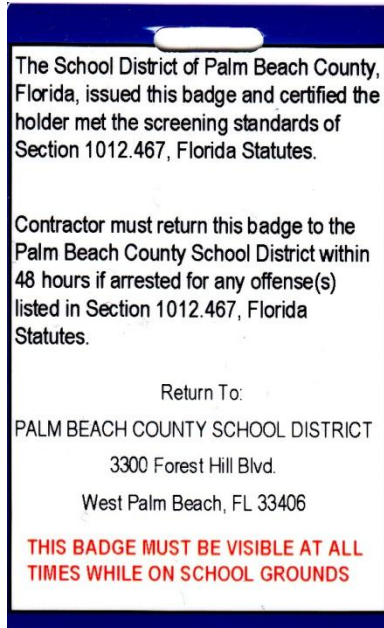 The School District of Palm Beach County,
Florida, issued this badge and certified the
holder met the screening standards of
Section 1012.467, Florida Statutes.
Contractor must return this badge to the
Palm Beach County School District within
48 hours if arrested for any offense(s)
listed in Section 1012.467, Florida
Statutes.
Return To:
PALM BEACH COUNTY SCHOOL DISTRICT
3300 Forest Hill Blvd.
West Palm Beach, FL 33406
THIS BADGE MUST BE VISIBLE AT ALL
TIMES WHILE ON SCHOOL GROUNDS